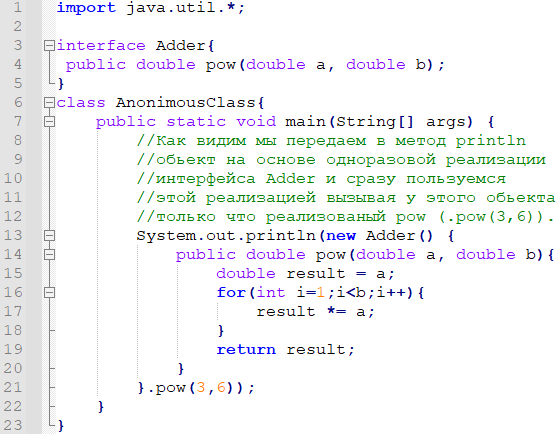 1 import java.util.*;
2
3 interface Adder{
4  public double pow(double a, double b);
5 }
6 class AnonimousClass{
7     public static void main(String[] args) {
8         //Как видим мы передаем в метод println
9         //обьект на основе одноразовой реализации
10         //интерфейса Adder и сразу пользуемся
11         //этой реализацией вызывая у этого обьекта
12         //только что реализованый pow (.pow(3,6)).
13         System.out.println(new Adder() {
14             public double pow(double a, double b){
15                 double result = a;
16                 for(int i=1;i<b;i++){
17                     result *= a;
18                 }
19                 return result;
20             }
21         }.pow(3,6));
22     }
23 }